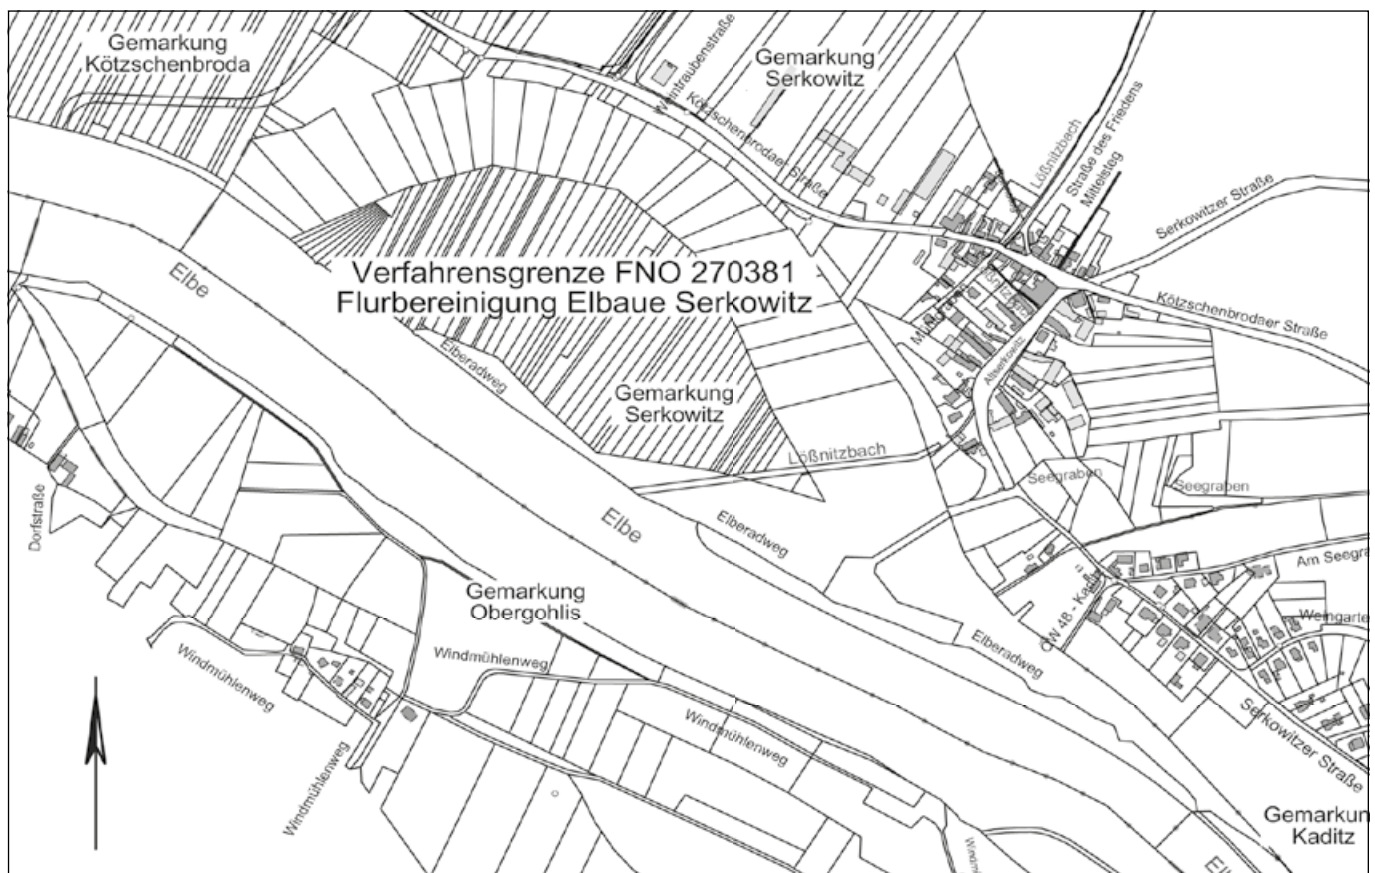 Gemarkung
Kötzschenbroda
Weintraubenstraße
Gemarkung
Serkowitz
Kötzschenbrodaer Straße
Lößnitzbach
Straße des Friedens
Mittelsteg
Serkowitzer Straße
Elbe
Verfahrensgrenze FNO 270381
Flurbereinigung Elbaue Serkowitz
Kötzschenbrodaer Straße
Elberadweg
Altserkowitz
Gemarkung
Serkowitz
Lößnitzbach
Seegraben
Seegraben
Dorfstraße
Elbe
Elberadweg
Am Seegra
Gemarkung
Obergohlis
Weingarte
Windmühlenweg
Windmühlenweg
Elberadweg
Windmühlenweg
Serkowitzer Straße
Windmühlenweg
Gemarkun
Kaditz
Windm
Elb